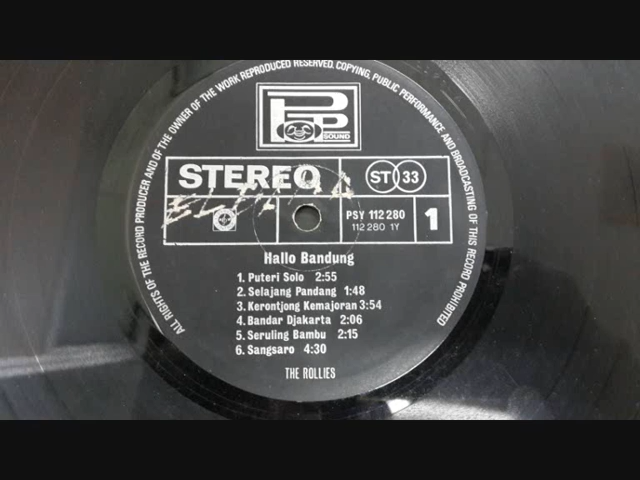 ALL RIGHTS OF THE RECORD PRODUCER AND OF THE OWNER OF THE WORK REPRODUCED RESERVED. COPYING, PUBLIC PERFORMANCE AND BROADCASTING OF THIS RECORD PROHIBITED
POP
SOUND
STEREO
ST 33
PSY 112 280
112 280 1Y
1
Hallo Bandung
1. Puteri Solo 2:55
2. Selajang Pandang 1:48
3. Kerontjong Kemajoran 3:54
4. Bandar Djakarta 2:06
5. Seruling Bambu 2:15
6. Sangsaro 4:30
THE ROLLIES